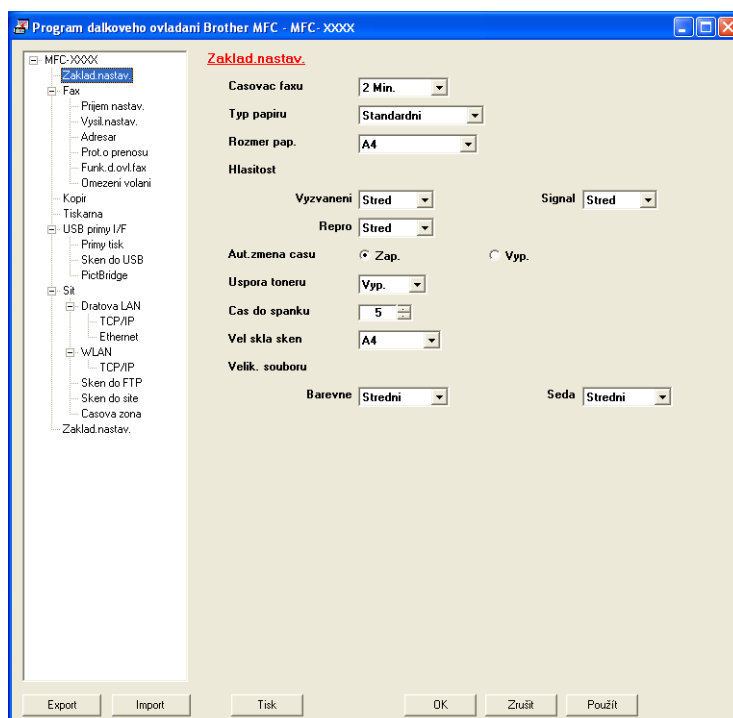 Program dalkoveho ovladani Brother MFC - MFC- XXXX
MFC-XXXX
Zaklad.nastav.
Fax
Prijem nastav.
Vysil.nastav.
Adresar
Prot.o prenosu
Funk.d.ovl.fax
Omezeni volani
Kopir
Tiskarna
USB primy I/F
Primy tisk
Sken do USB
PictBridge
Sit
Dratova LAN
TCP/IP
Ethernet
WLAN
TCP/IP
Sken do FTP
Sken do site
Casova zona
Zaklad.nastav.
Zaklad.nastav.
Casovac faxu 2 Min.
Typ papiru Standardni
Rozmer pap. A4
Hlasitost
Vyzvaneni Stred Signal Stred
Repro Stred
Aut.zmena casu Zap. Vyp.
Uspora toneru Vyp.
Cas do spanku 5
Vel skla sken A4
Velik. souboru
Barevne Stredni Seda Stredni
Export Import Tisk OK Zrušit Použít